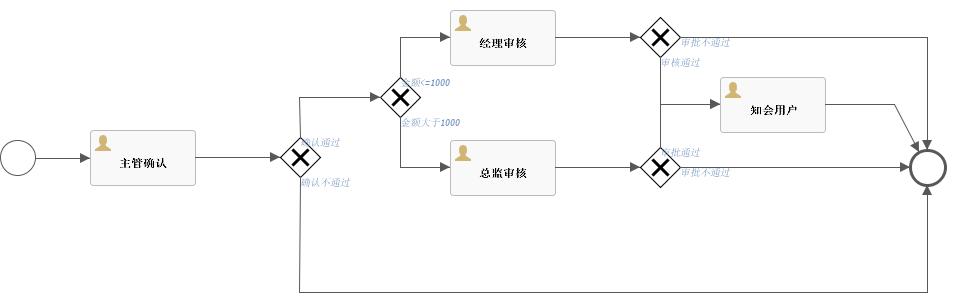 经理审核
审批不通过
审核通过
金额<=1000
知会用户
金额大于1000
主管确认
确认通过
确认不通过
总监审核
审批通过
审批不通过